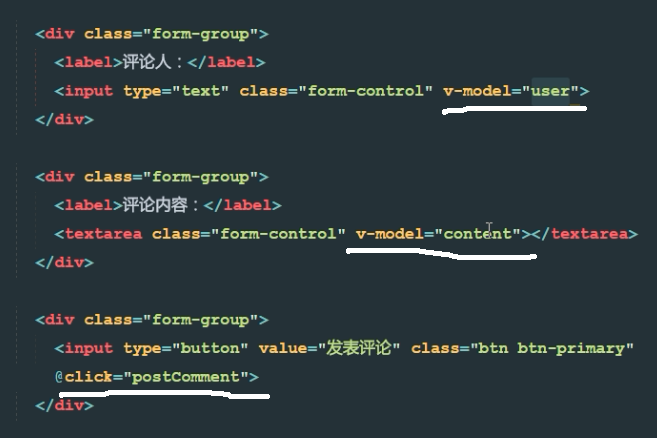 <div class="form-group">
<label>评论人：</label>
<input type="text" class="form-control" v-model="user">
</div>
<div class="form-group">
<label>评论内容：</label>
<textarea class="form-control" v-model="content"></textarea>
</div>
<div class="form-group">
<input type="button" value="发表评论" class="btn btn-primary"
@click="postComment">
</div>